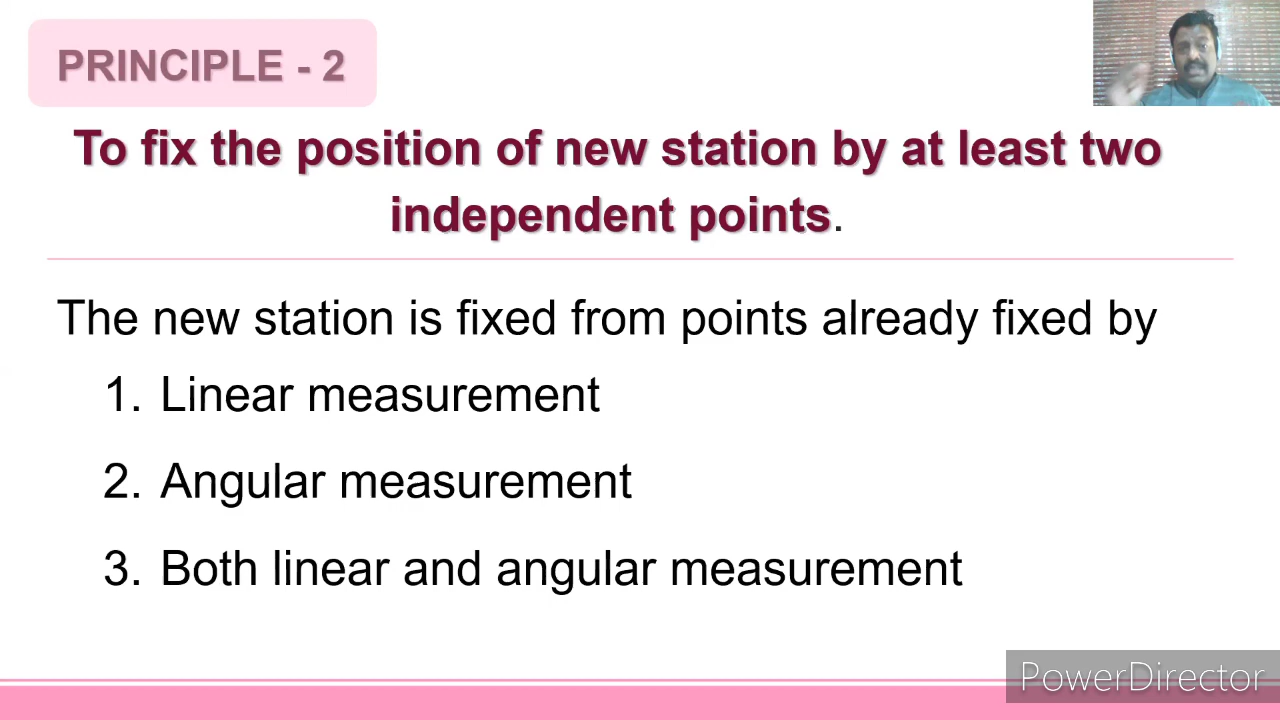 PRINCIPLE - 2
To fix the position of new station by at least two
independent points.
The new station is fixed from points already fixed by
1. Linear measurement
2. Angular measurement
3. Both linear and angular measurement
PowerDirector